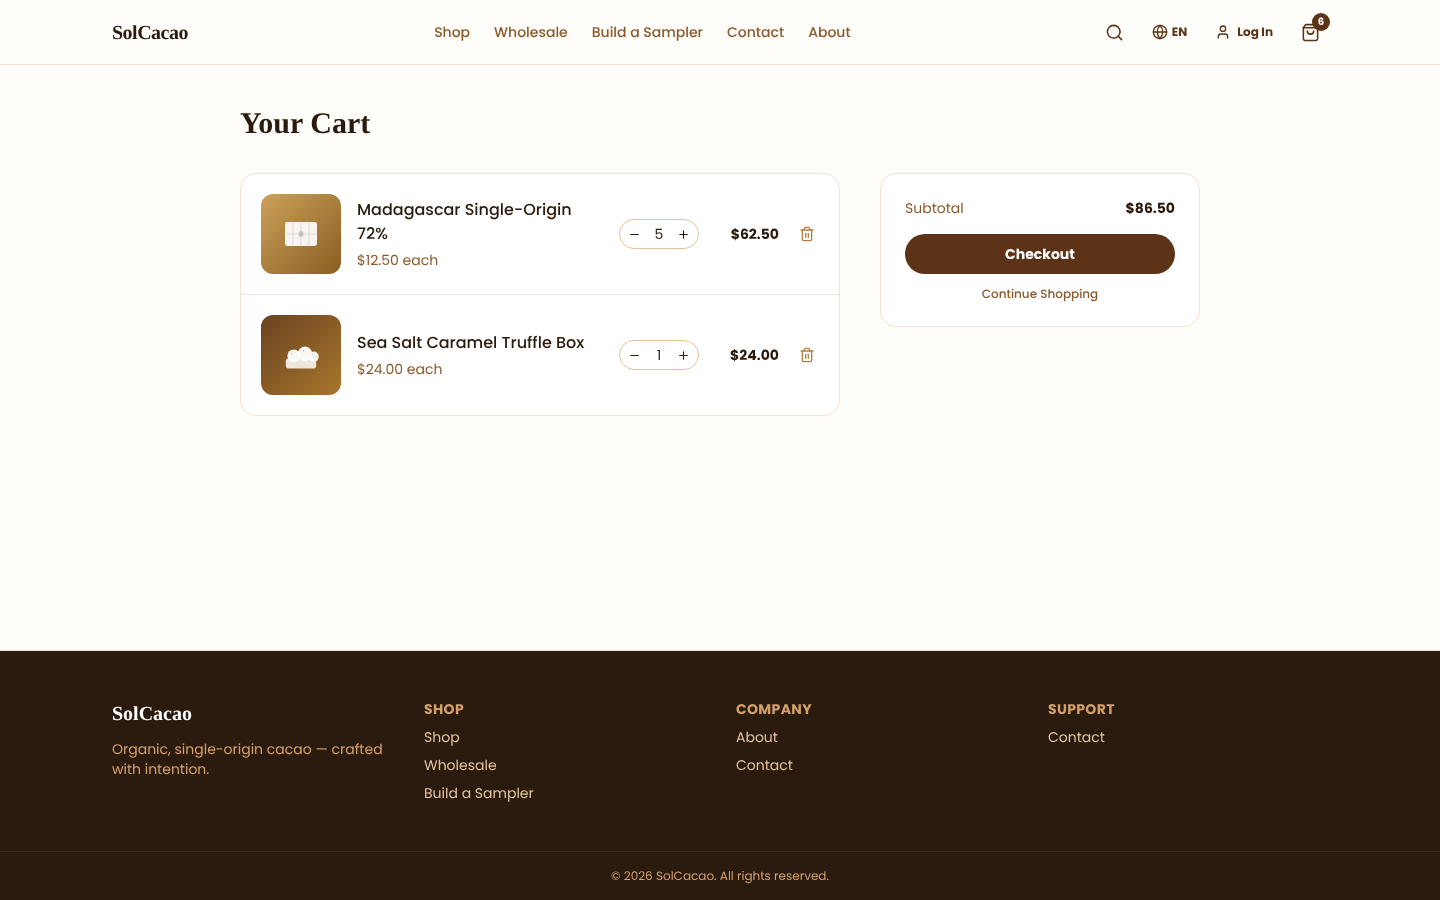 SolCacao
Shop
Wholesale
Build a Sampler
Contact
About
EN
Log In
6
Your Cart
Madagascar Single-Origin
72%
$12.50 each
− 5 +
$62.50
Sea Salt Caramel Truffle Box
$24.00 each
− 1 +
$24.00
Subtotal
$86.50
Checkout
Continue Shopping
SolCacao
Organic, single-origin cacao — crafted
with intention.
SHOP
Shop
Wholesale
Build a Sampler
COMPANY
About
Contact
SUPPORT
Contact
© 2026 SolCacao. All rights reserved.